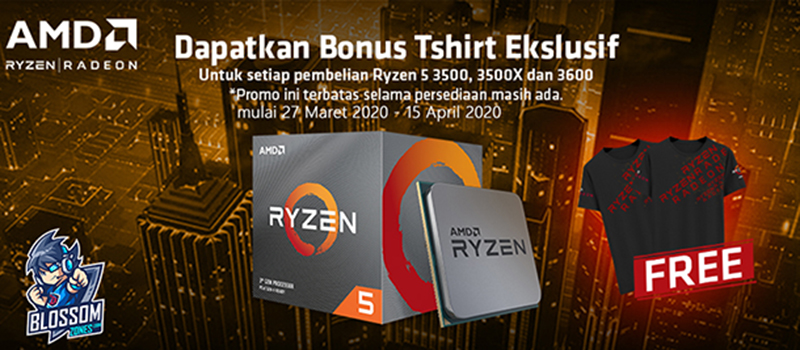 AMD
RYZEN | RADEON
Dapatkan Bonus Tshirt Ekslusif
Untuk setiap pembelian Ryzen 5 3500, 3500X dan 3600
*Promo ini terbatas selama persediaan masih ada.
mulai 27 Maret 2020 - 15 April 2020
AMD
RYZEN
5
AMD
RYZEN
FREE
BLOSSOM
ZONES.COM